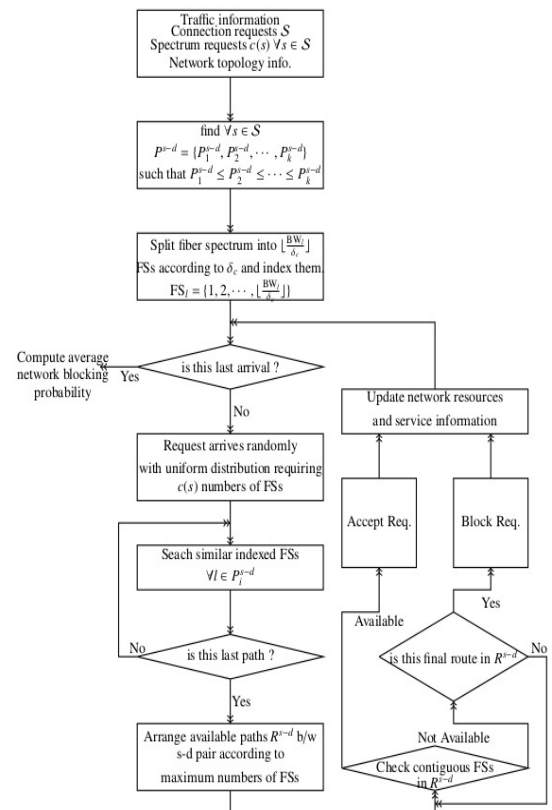 Traffic information
Connection requests 𝒮
Spectrum requests c(s) ∀s ∈ 𝒮
Network topology info.
find ∀s ∈ 𝒮
P^{s−d} = {P_1^{s−d}, P_2^{s−d}, ⋯ , P_k^{s−d}}
such that P_1^{s−d} ≤ P_2^{s−d} ≤ ⋯ ≤ P_k^{s−d}
Split fiber spectrum into ⌊BW_l/δ_c⌋
FSs according to δ_c and index them.
FS_l = {1, 2, ⋯ , ⌊BW_l/δ_c⌋}
is this last arrival ?
Yes
Compute average
network blocking
probability
No
Request arrives randomly
with uniform distribution requiring
c(s) numbers of FSs
Seach similar indexed FSs
∀l ∈ P_i^{s−d}
is this last path ?
No
Yes
Arrange available paths R^{s−d} b/w
s-d pair according to
maximum numbers of FSs
Update network resources
and service information
Accept Req.
Block Req.
Available
Yes
is this final route in R^{s−d}
No
Not Available
Check contiguous FSs
in R^{s−d}